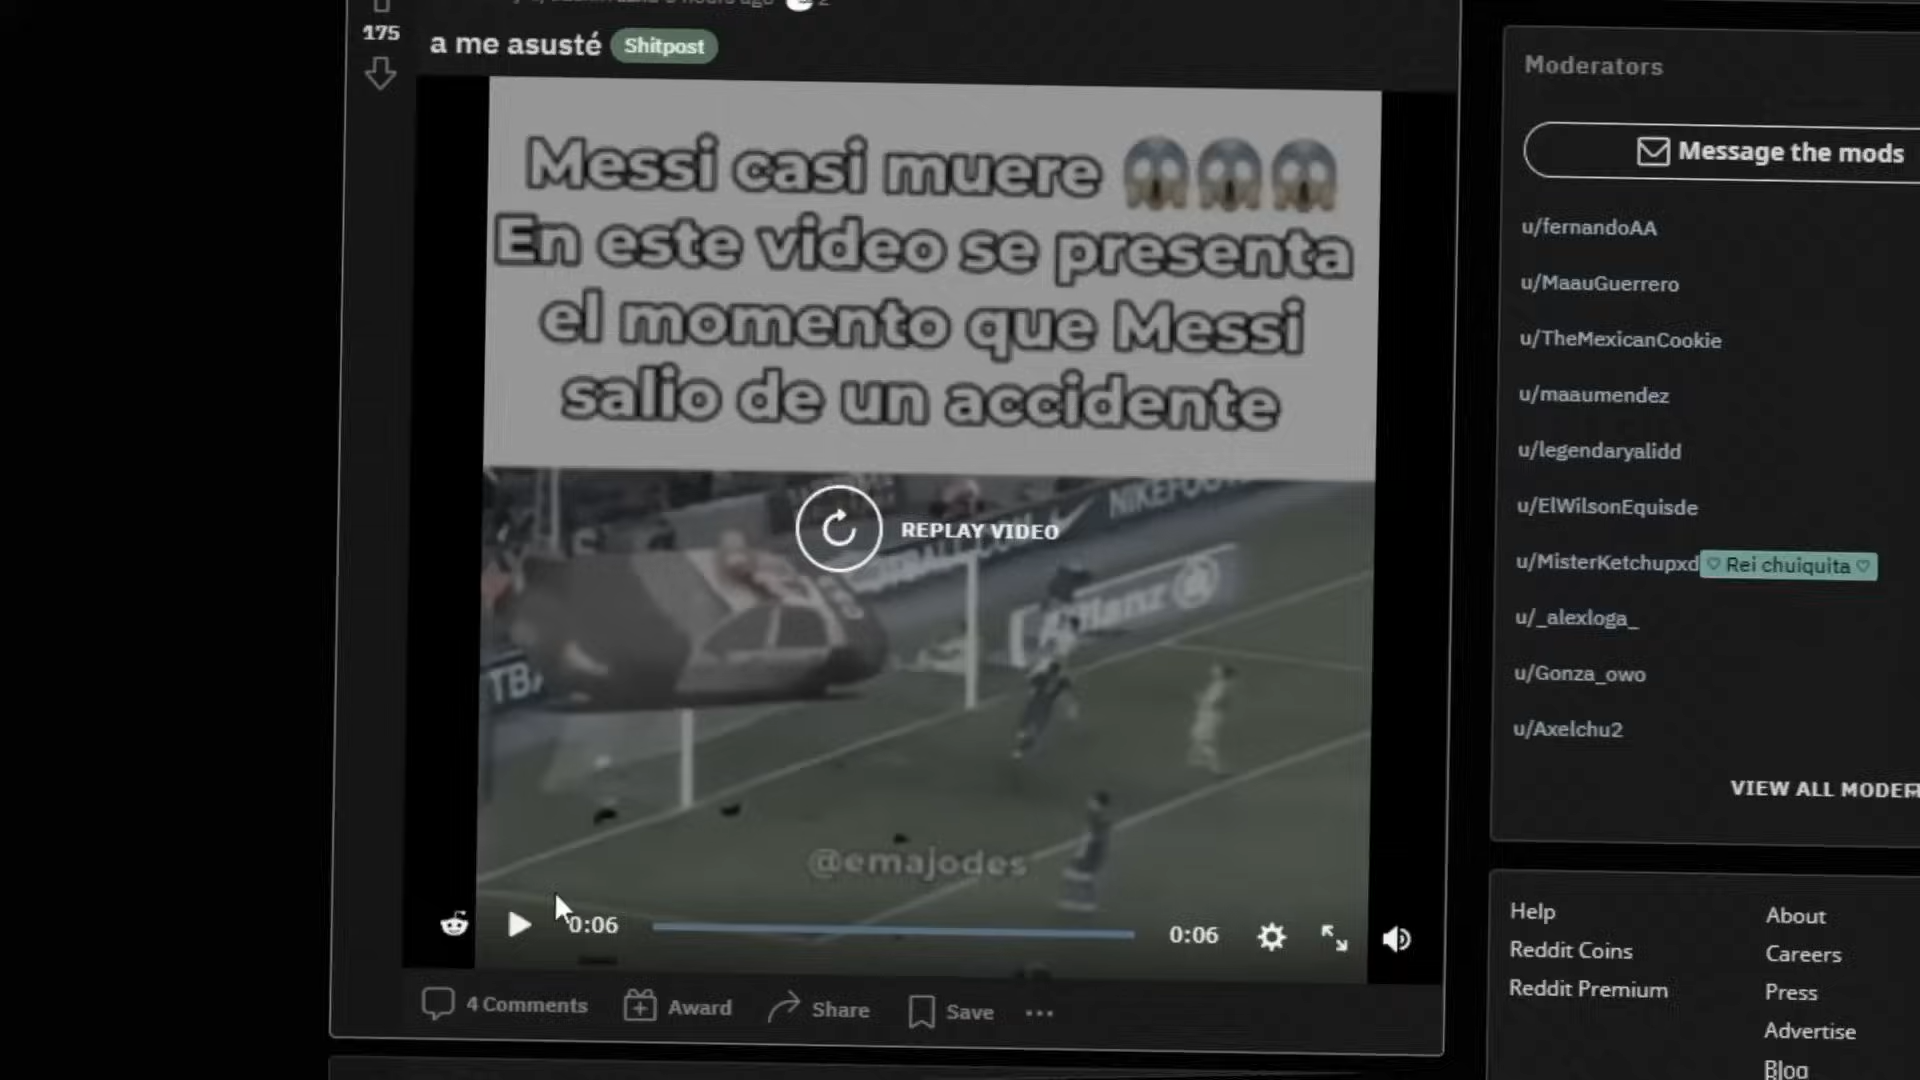 175
a me asusté Shitpost
Messi casi muere 😱😱😱
En este video se presenta
el momento que Messi
salio de un accidente
REPLAY VIDEO
Allianz
@emajodes
0:06
0:06
4 Comments Award Share Save ...
Moderators
Message the mods
u/fernandoAA
u/MaauGuerrero
u/TheMexicanCookie
u/maaumendez
u/legendaryalidd
u/ElWilsonEquisde
u/MisterKetchupxd ♡ Rei chuiquita ♡
u/_alexloga_
u/Gonza_owo
u/Axelchu2
VIEW ALL
Help About
Reddit Coins Careers
Reddit Premium Press
Advertise
Blog